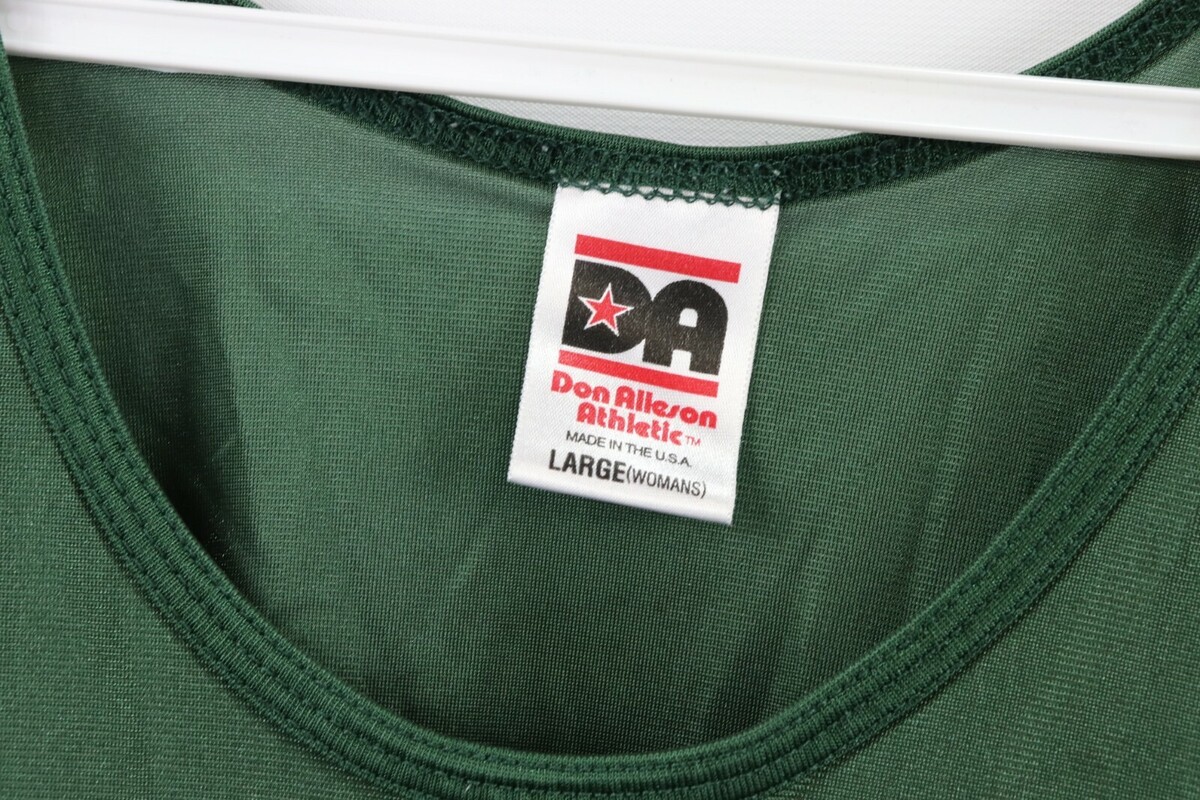 DA
Don Alleson
Athletic™
MADE IN THE U.S.A.
LARGE(WOMANS)